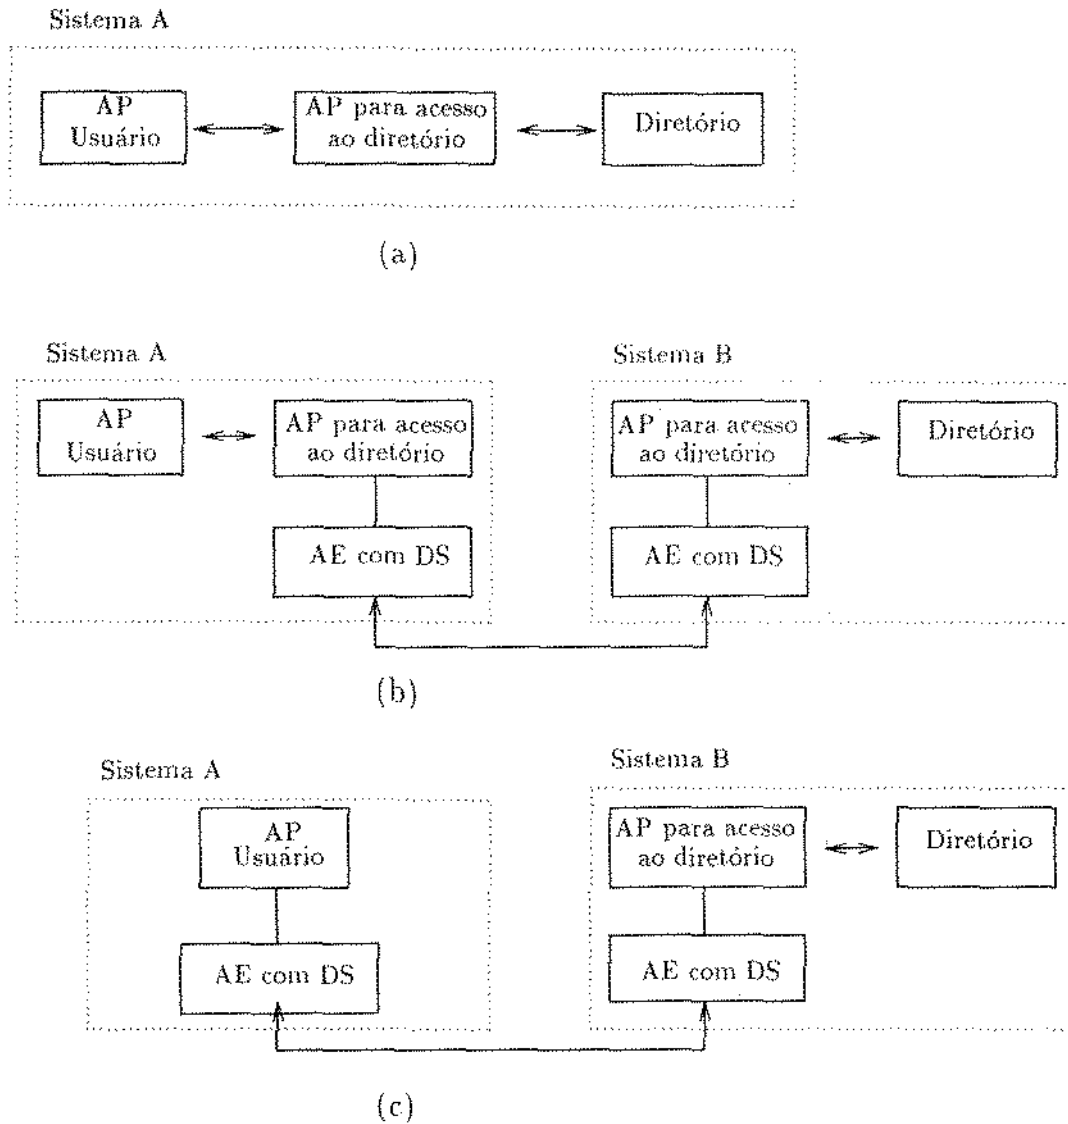 Sistema A
AP
Usuário
AP para acesso
ao diretório
Diretório
(a)
Sistema A
Sistema B
AP
Usuário
AP para acesso
ao diretório
AP para acesso
ao diretório
Diretório
AE com DS
AE com DS
(b)
Sistema A
Sistema B
AP
Usuário
AP para acesso
ao diretório
Diretório
AE com DS
AE com DS
(c)